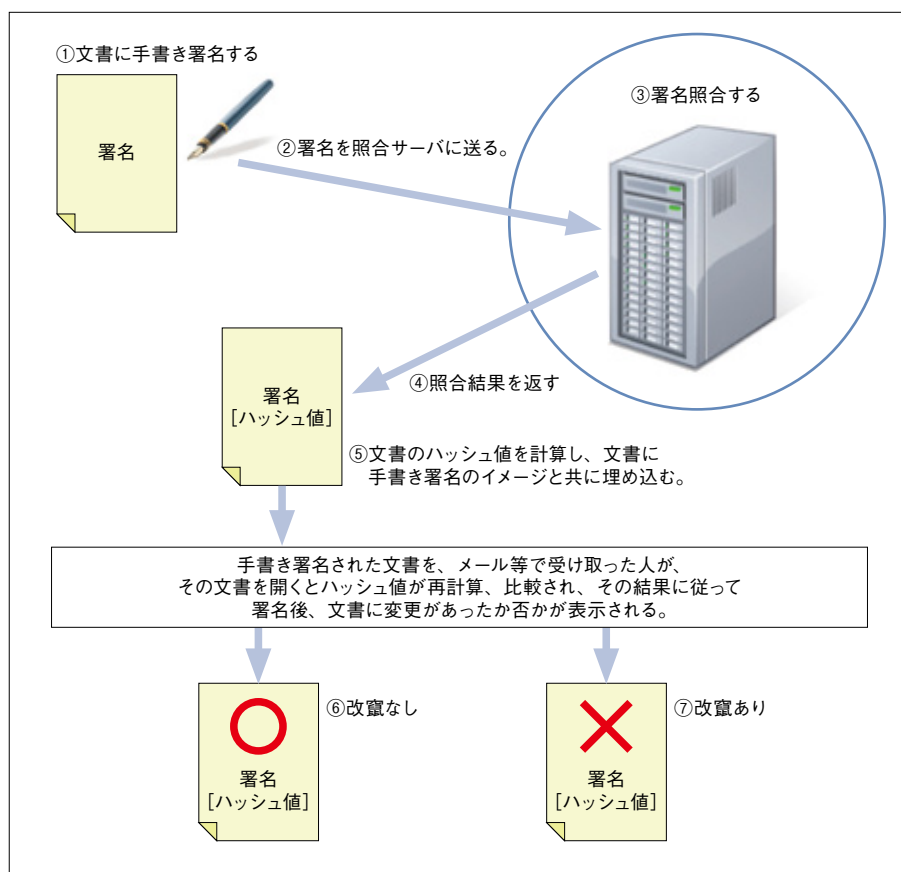 ①文書に手書き署名する
署名
②署名を照合サーバに送る。
③署名照合する
④照合結果を返す
署名
［ハッシュ値］
⑤文書のハッシュ値を計算し、文書に
手書き署名のイメージと共に埋め込む。
手書き署名された文書を、メール等で受け取った人が、
その文書を開くとハッシュ値が再計算、比較され、その結果に従って
署名後、文書に変更があったか否かが表示される。
⑥改竄なし
署名
［ハッシュ値］
⑦改竄あり
署名
［ハッシュ値］